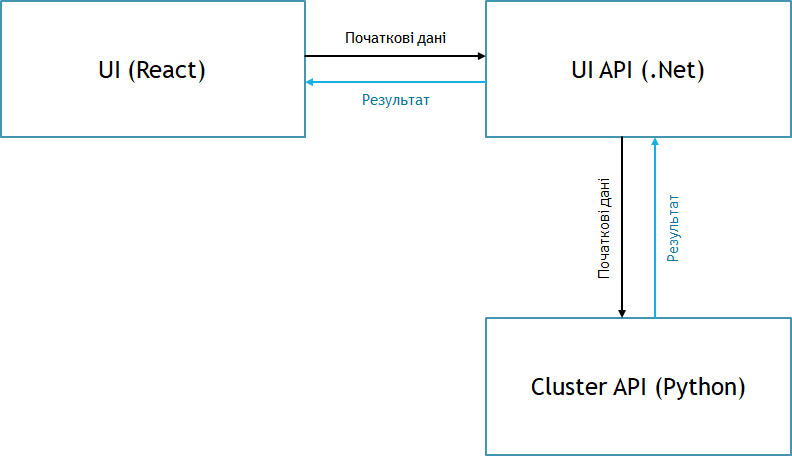 UI (React)
Початкові дані
Результат
UI API (.Net)
Початкові дані
Результат
Cluster API (Python)